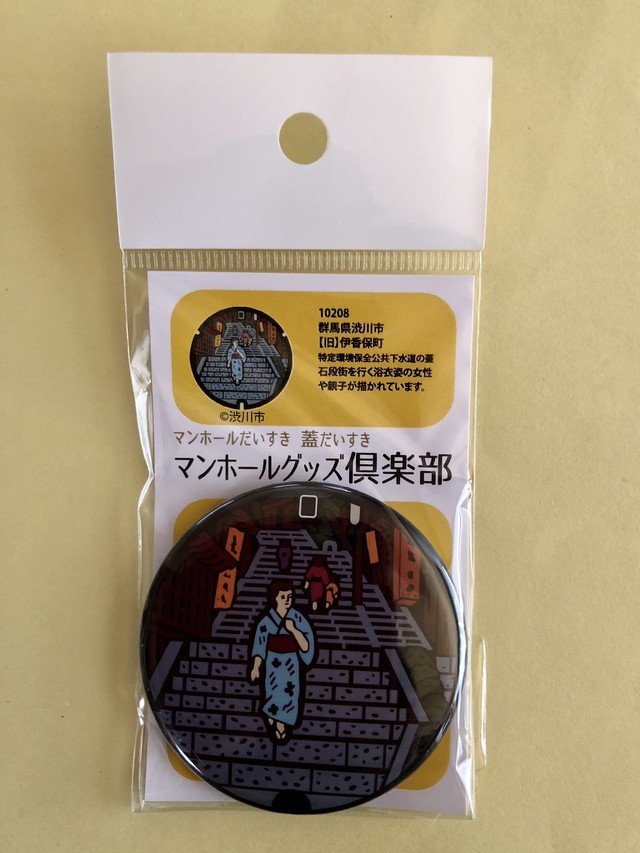 10208
群馬県渋川市
【旧】伊香保町
特定環境保全公共下水道の蓋
石段街を行く浴衣姿の女性
や親子が描かれています。
©渋川市
マンホールだいすき 蓋だいすき
マンホールグッズ倶楽部